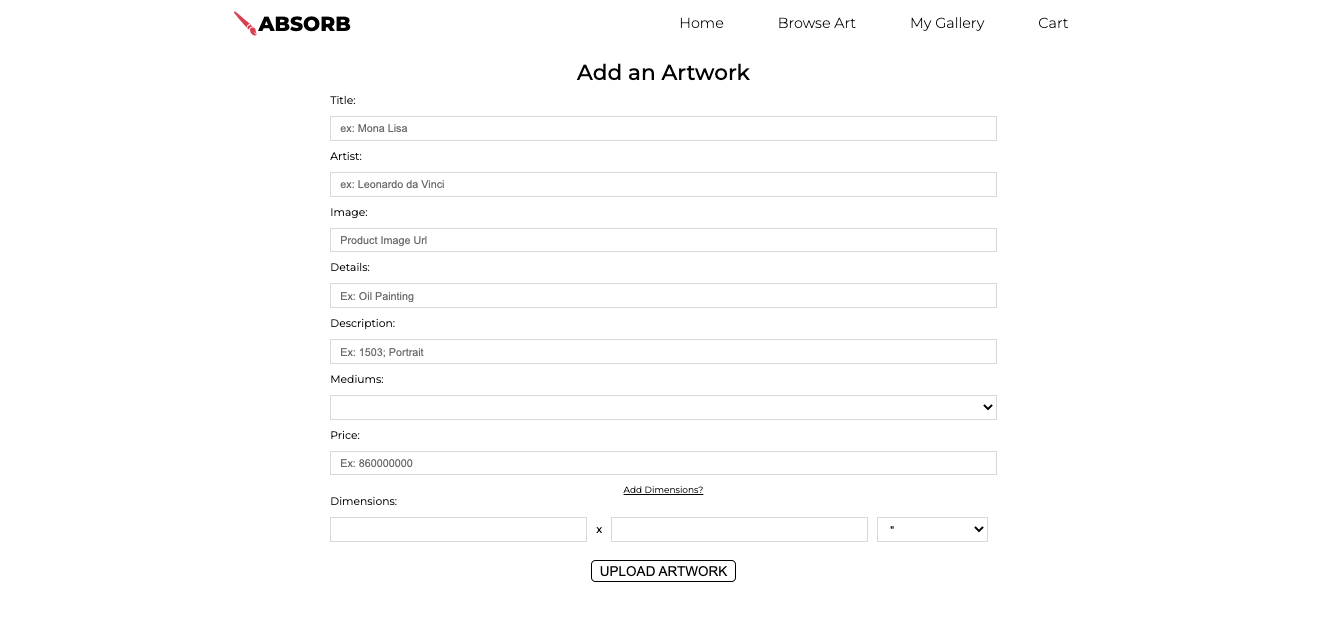 ABSORB Home Browse Art My Gallery Cart
Add an Artwork
Title:
ex: Mona Lisa
Artist:
ex: Leonardo da Vinci
Image:
Product Image Url
Details:
Ex: Oil Painting
Description:
Ex: 1503; Portrait
Mediums:
Price:
Ex: 860000000
Add Dimensions?
Dimensions:
x "
UPLOAD ARTWORK